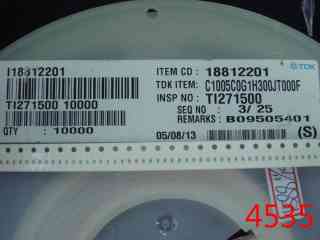 TDK
I18812201
ITEM CD : 18812201
TDK ITEM: C1005C0G1H300JT000F
TI271500 10000
INSP NO : TI271500
SEQ NO : 3/ 25
REMARKS : B09505401
QTY : 10000
05/08/13
(S)
4535